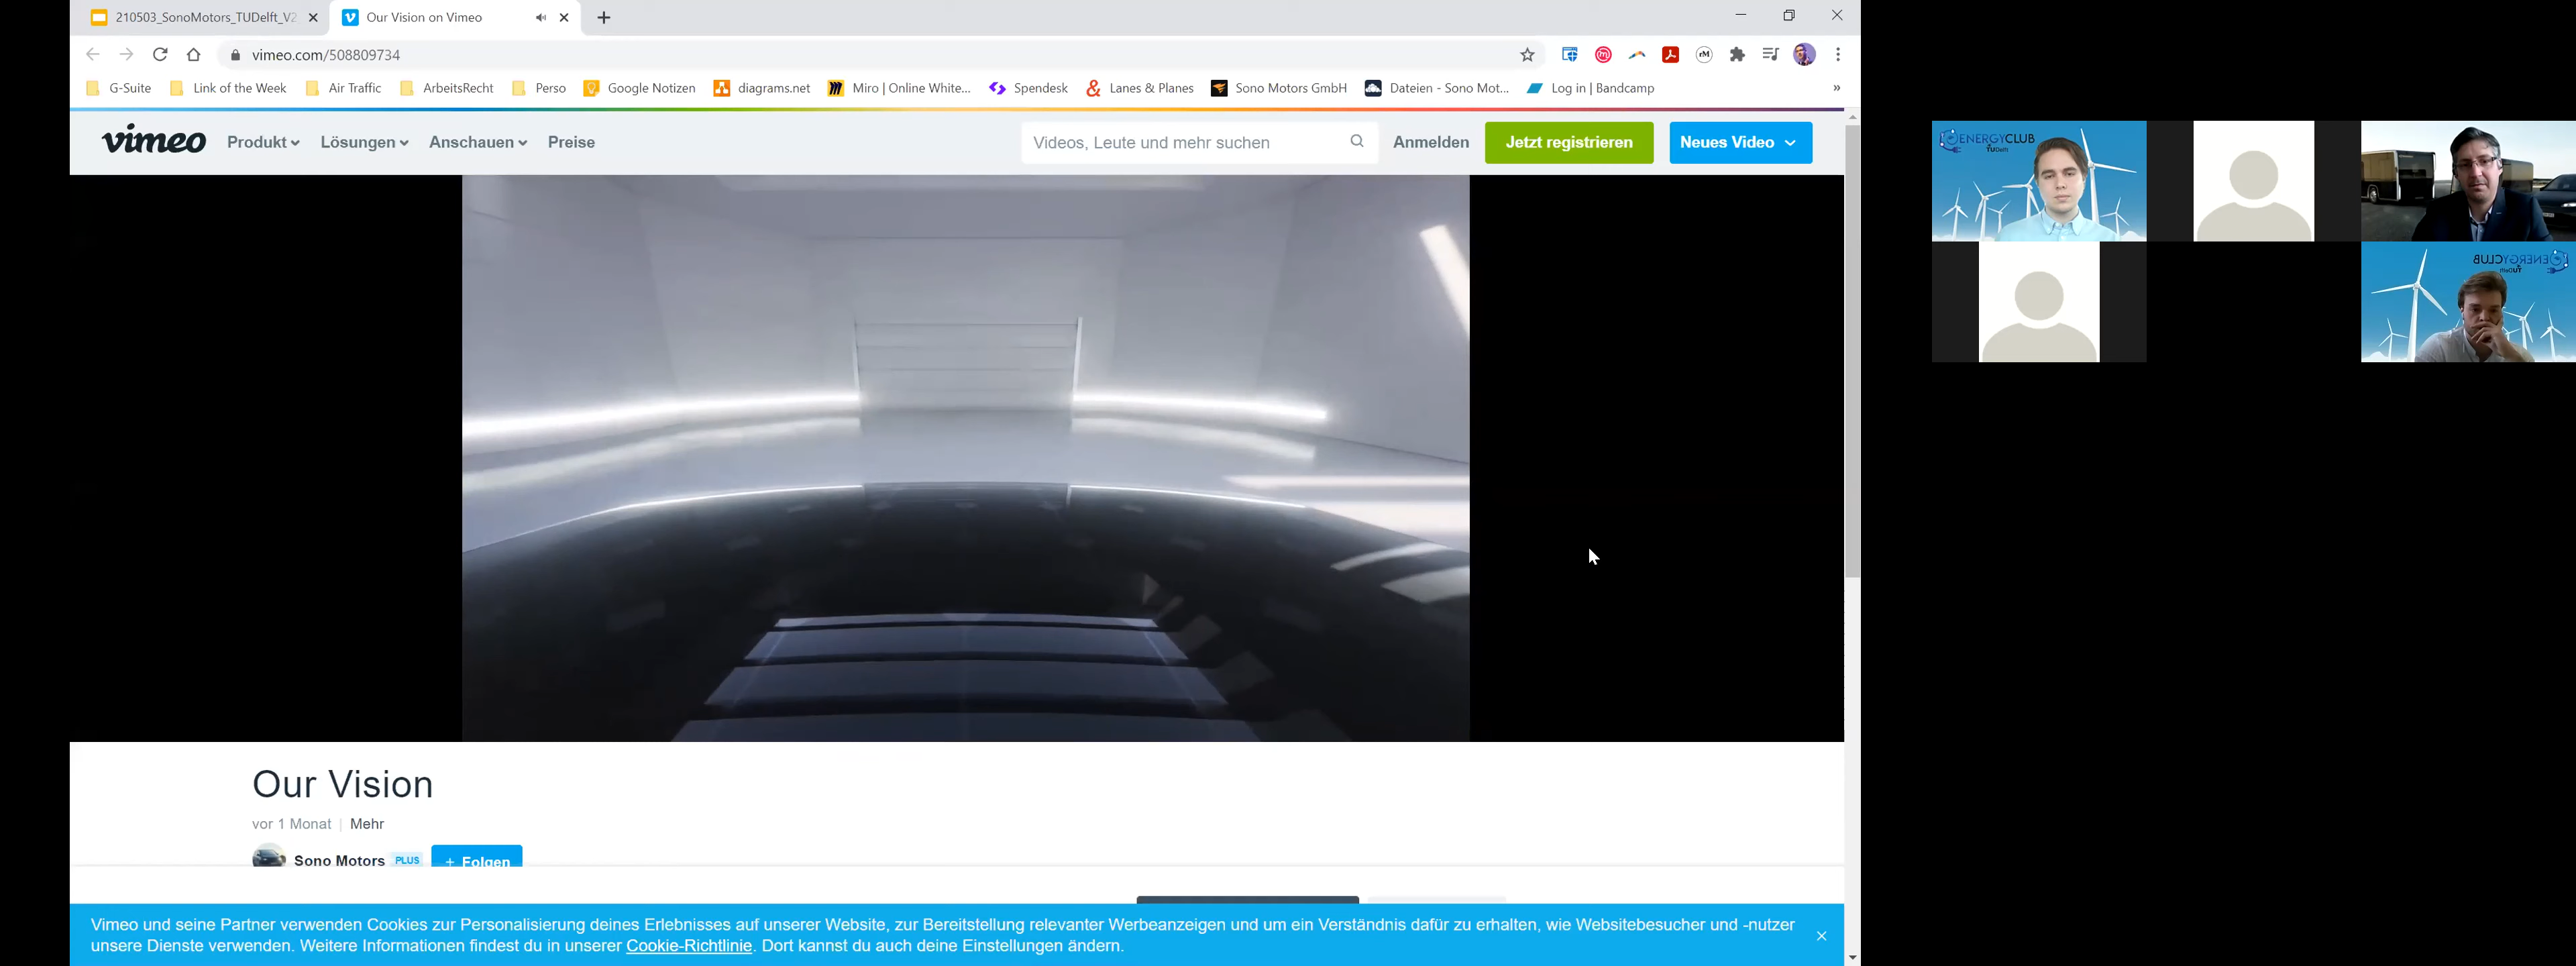 210503_SonoMotors_TUDelft_V2
Our Vision on Vimeo
vimeo.com/508809734
G-Suite
Link of the Week
Air Traffic
ArbeitsRecht
Perso
Google Notizen
diagrams.net
Miro | Online White...
Spendesk
Lanes & Planes
Sono Motors GmbH
Dateien - Sono Mot...
Log in | Bandcamp
»
vimeo
Produkt
Lösungen
Anschauen
Preise
Videos, Leute und mehr suchen
Anmelden
Jetzt registrieren
Neues Video
ENERGYCLUB
TUDelft
ENERGYCLUB
TUDelft
Our Vision
vor 1 Monat | Mehr
Sono Motors PLUS + Folgen
Vimeo und seine Partner verwenden Cookies zur Personalisierung deines Erlebnisses auf unserer Website, zur Bereitstellung relevanter Werbeanzeigen und um ein Verständnis dafür zu erhalten, wie Websitebesucher und -nutzer
unsere Dienste verwenden. Weitere Informationen findest du in unserer Cookie-Richtlinie. Dort kannst du auch deine Einstellungen ändern.